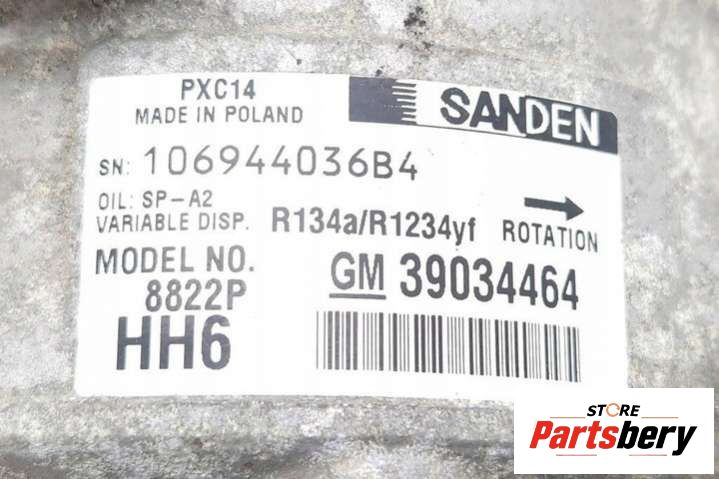 PXC14
MADE IN POLAND
SANDEN
SN: 106944036B4
OIL: SP-A2
VARIABLE DISP. R134a/R1234yf ROTATION
MODEL NO. GM 39034464
8822P
HH6
STORE
Partsbery